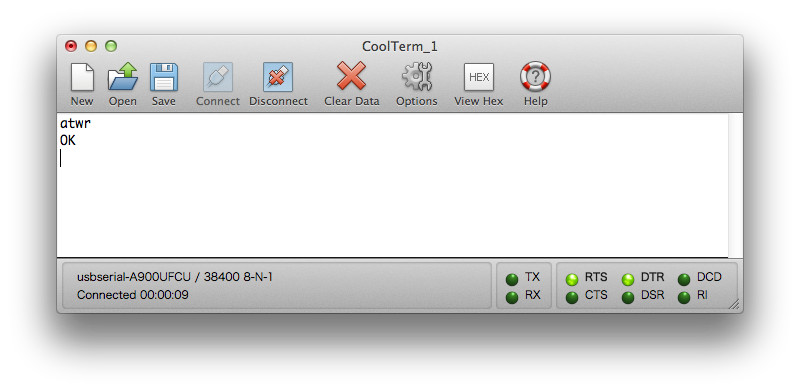 CoolTerm_1
New Open Save Connect Disconnect Clear Data Options HEX View Hex ? Help
atwr
OK
usbserial-A900UFCU / 38400 8-N-1
Connected 00:00:09
TX RTS DTR DCD
RX CTS DSR RI